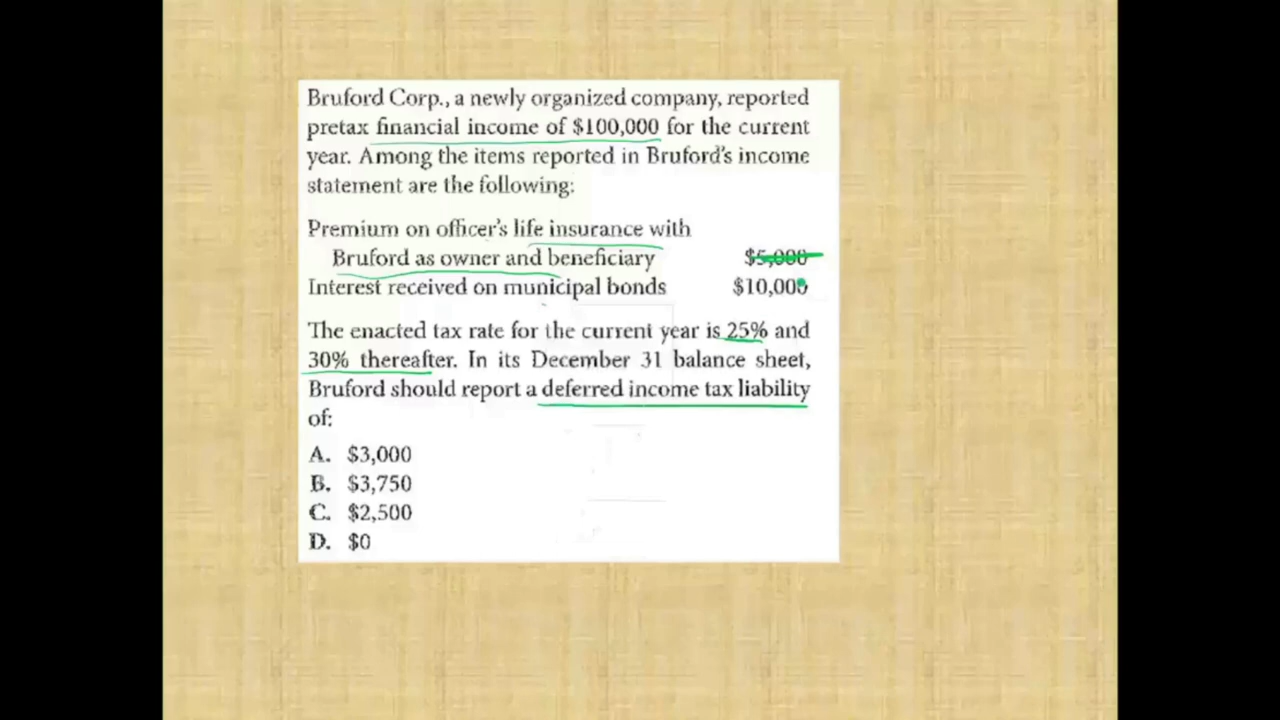 Bruford Corp., a newly organized company, reported
pretax financial income of $100,000 for the current
year. Among the items reported in Bruford's income
statement are the following:
Premium on officer's life insurance with
Bruford as owner and beneficiary $5,000
Interest received on municipal bonds $10,000
The enacted tax rate for the current year is 25% and
30% thereafter. In its December 31 balance sheet,
Bruford should report a deferred income tax liability
of:
A. $3,000
B. $3,750
C. $2,500
D. $0